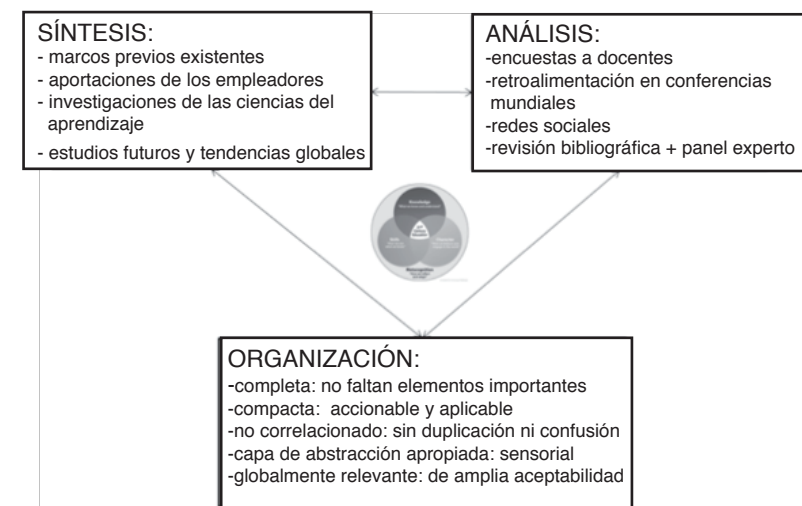 SÍNTESIS:
- marcos previos existentes
- aportaciones de los empleadores
- investigaciones de las ciencias del
aprendizaje
- estudios futuros y tendencias globales
ANÁLISIS:
-encuestas a docentes
-retroalimentación en conferencias
mundiales
-redes sociales
-revisión bibliográfica + panel experto
Knowledge
ORGANIZACIÓN:
-completa: no faltan elementos importantes
-compacta: accionable y aplicable
-no correlacionado: sin duplicación ni confusión
-capa de abstracción apropiada: sensorial
-globalmente relevante: de amplia aceptabilidad